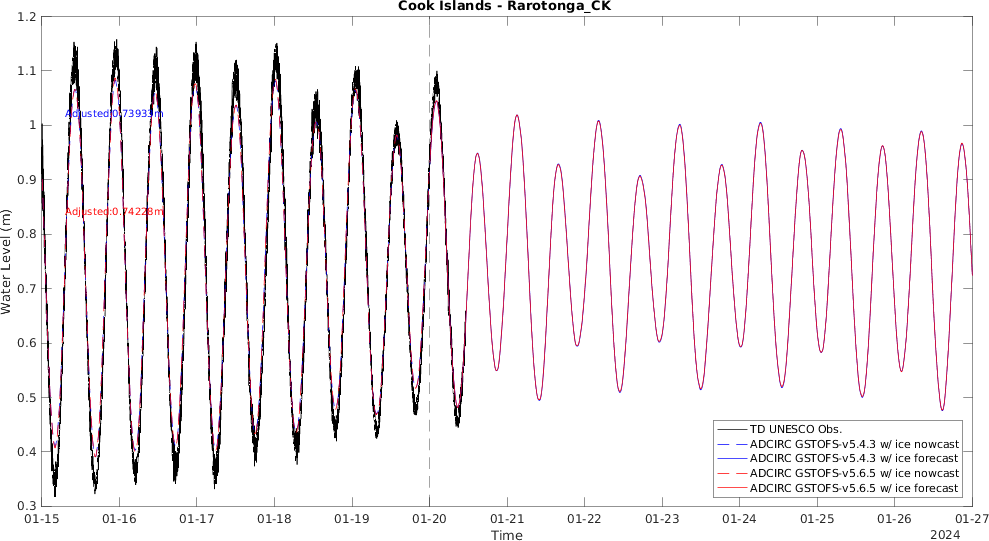 Cook Islands - Rarotonga_CK
1.2
1.1
1
0.9
0.8
0.7
0.6
0.5
0.4
0.3
Water Level (m)
Adjusted:0.73933m
Adjusted:0.74228m
TD UNESCO Obs.
ADCIRC GSTOFS-v5.4.3 w/ ice nowcast
ADCIRC GSTOFS-v5.4.3 w/ ice forecast
ADCIRC GSTOFS-v5.6.5 w/ ice nowcast
ADCIRC GSTOFS-v5.6.5 w/ ice forecast
01-15 01-16 01-17 01-18 01-19 01-20 01-21 01-22 01-23 01-24 01-25 01-26 01-27
Time
2024